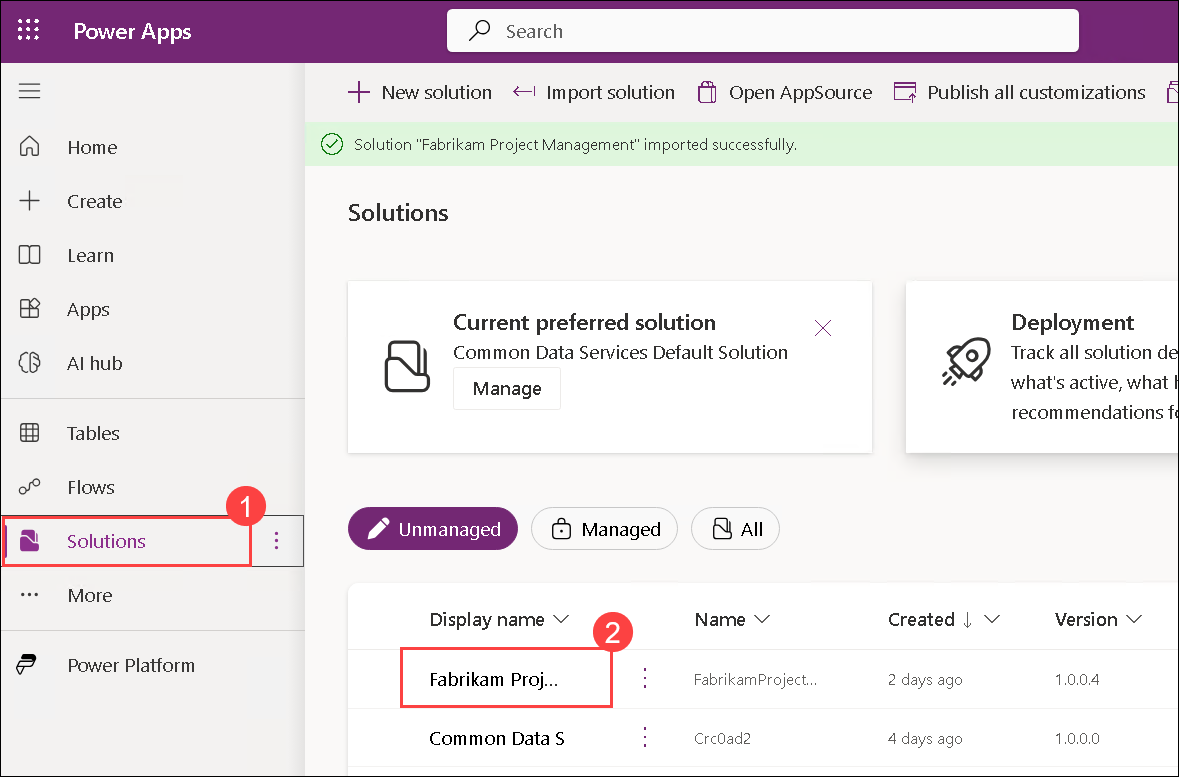 Power Apps
Search
New solution
Import solution
Open AppSource
Publish all customizations
Solution "Fabrikam Project Management" imported successfully.
Home
Create
Learn
Apps
AI hub
Tables
Flows
1
Solutions
More
Power Platform
Solutions
Current preferred solution
Common Data Services Default Solution
Manage
Deployment
Track all solution de
what's active, what h
recommendations fo
Unmanaged
Managed
All
Display name
Name
Created
Version
2
Fabrikam Proj...
FabrikamProject...
2 days ago
1.0.0.4
Common Data S
Crc0ad2
4 days ago
1.0.0.0